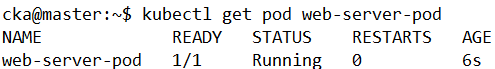 cka@master:~$ kubectl get pod web-server-pod
NAME READY STATUS RESTARTS AGE
web-server-pod 1/1 Running 0 6s